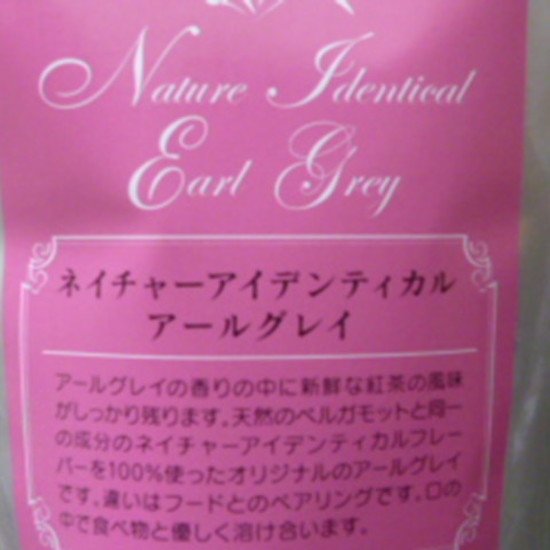 Nature Identical
Earl Grey
ネイチャーアイデンティカル
アールグレイ
アールグレイの香りの中に新鮮な紅茶の風味
がしっかり残ります。天然のベルガモットと同一
の成分のネイチャーアイデンティカルフレー
バーを100%使ったオリジナルのアールグレイ
です。違いはフードとのペアリングです。口の
中で食べ物と優しく溶け合います。